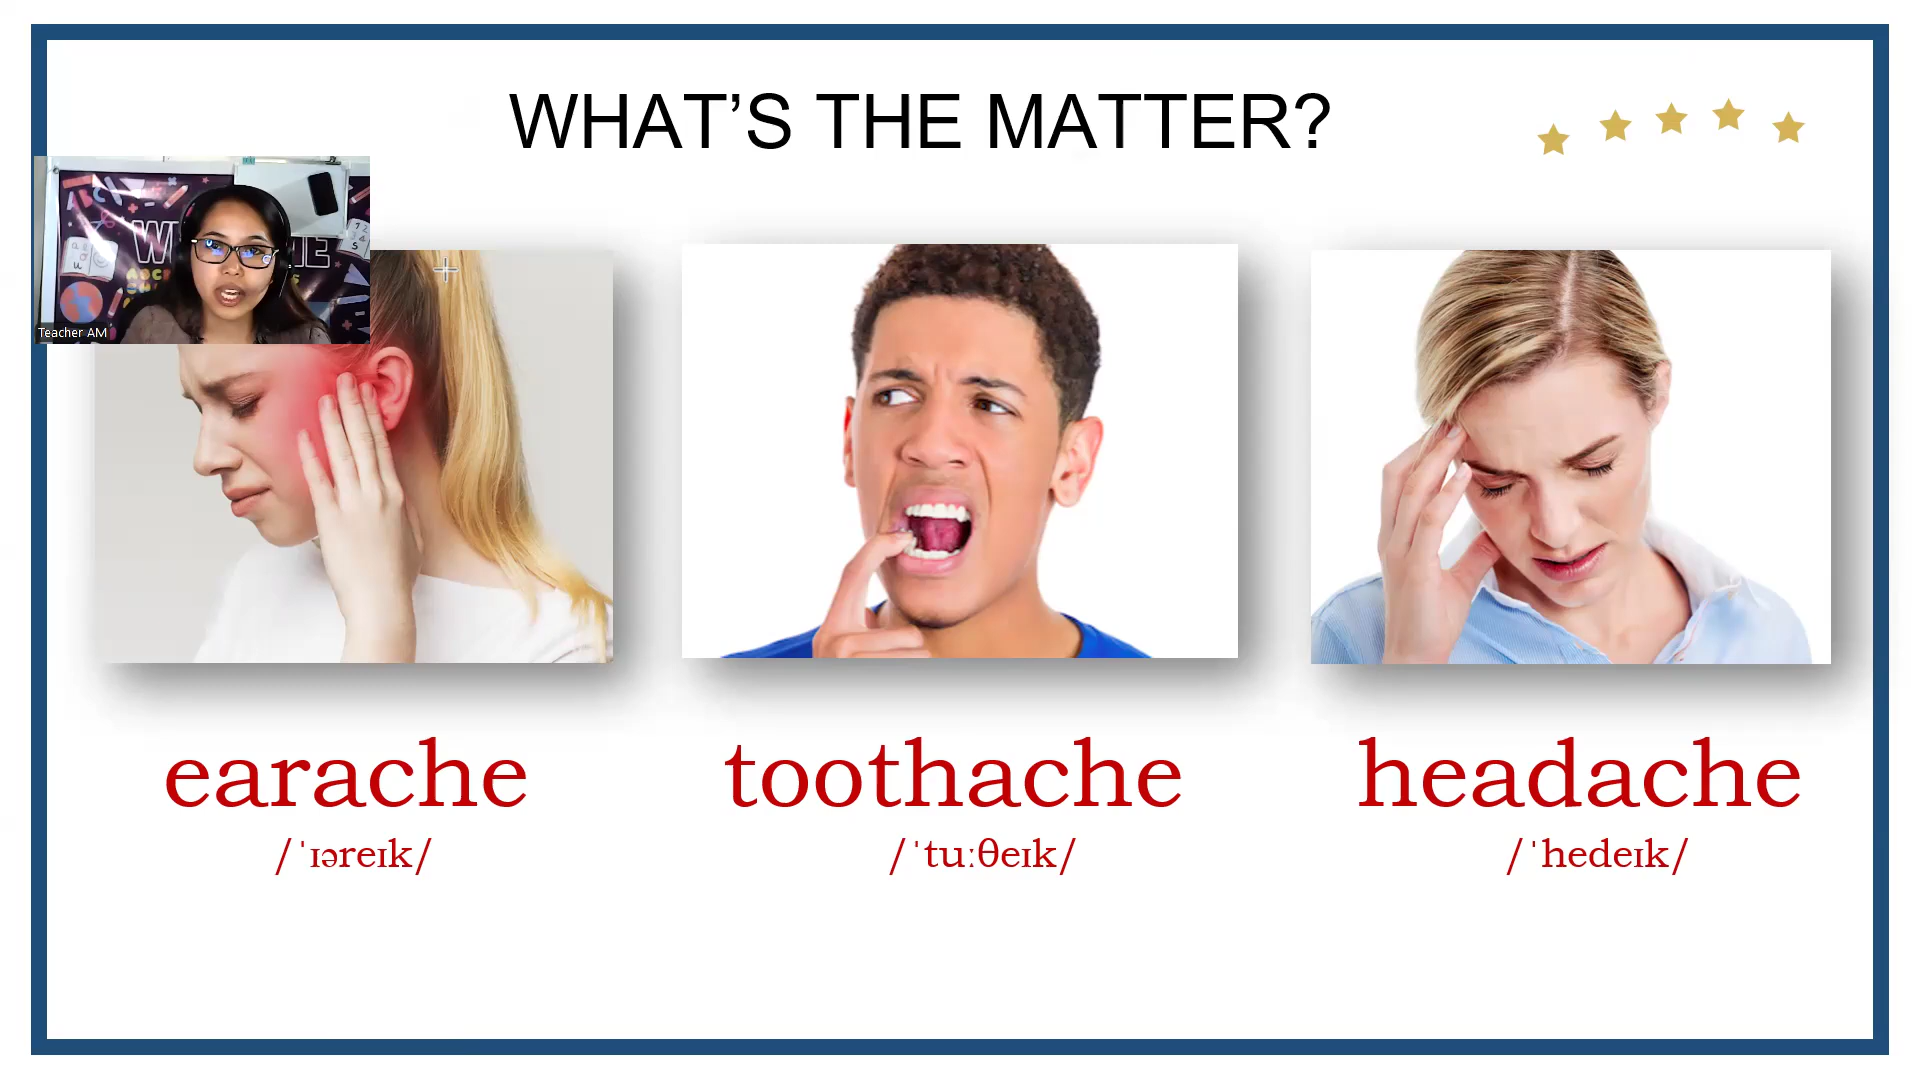 WHAT'S THE MATTER?
Teacher AM
earache
toothache
headache
/ˈɪəreɪk/
/ˈtuːθeɪk/
/ˈhedeɪk/